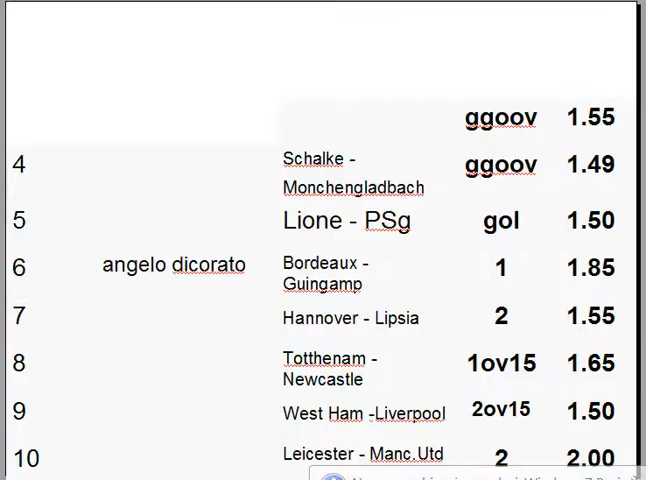 ggoov 1.55
4 Schalke - Monchengladbach ggoov 1.49
5 Lione - PSg gol 1.50
6 angelo dicorato Bordeaux - Guingamp 1 1.85
7 Hannover - Lipsia 2 1.55
8 Totthenam - Newcastle 1ov15 1.65
9 West Ham -Liverpool 2ov15 1.50
10 Leicester - Manc.Utd 2 2.00